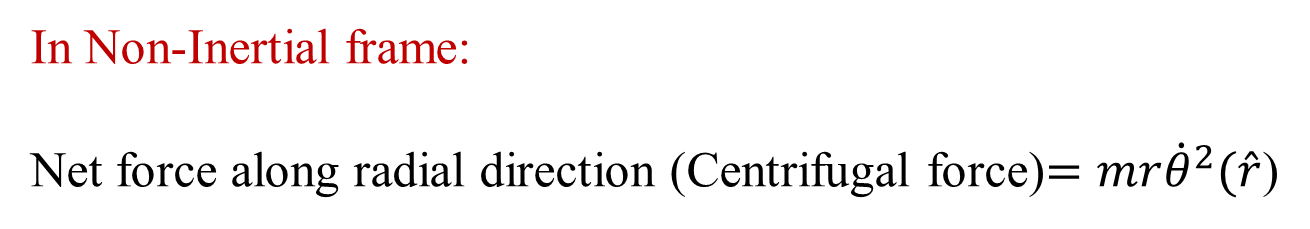 In Non-Inertial frame:
Net force along radial direction (Centrifugal force)= 𝑚𝑟𝜃̇²(𝑟̂)